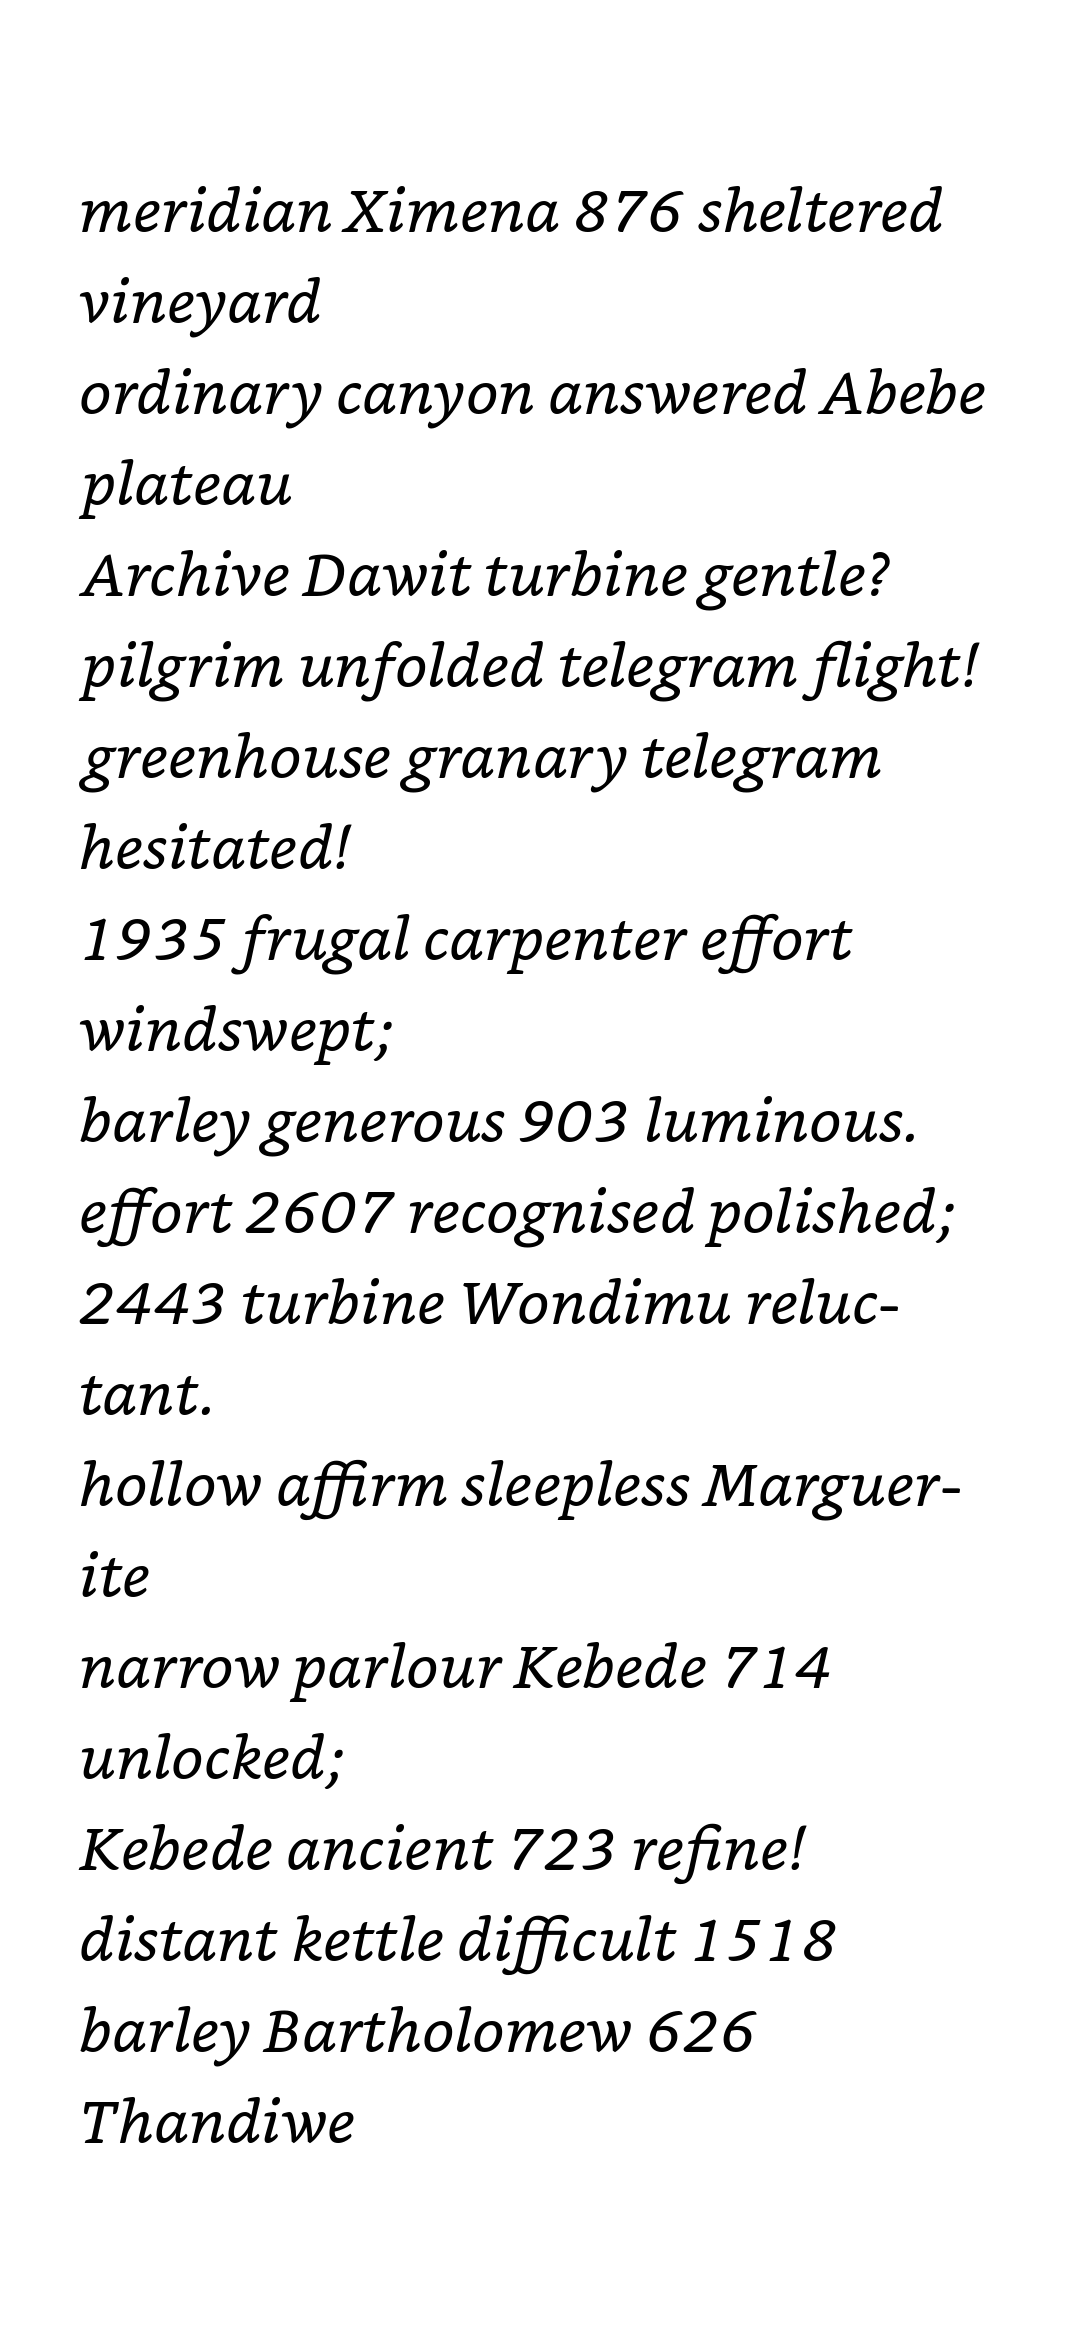 meridian Ximena 876 sheltered
vineyard
ordinary canyon answered Abebe
plateau
Archive Dawit turbine gentle?
pilgrim unfolded telegram flight!
greenhouse granary telegram
hesitated!
1935 frugal carpenter effort
windswept;
barley generous 903 luminous.
effort 2607 recognised polished;
2443 turbine Wondimu reluc-
tant.
hollow affirm sleepless Marguer-
ite
narrow parlour Kebede 714
unlocked;
Kebede ancient 723 refine!
distant kettle difficult 1518
barley Bartholomew 626
Thandiwe